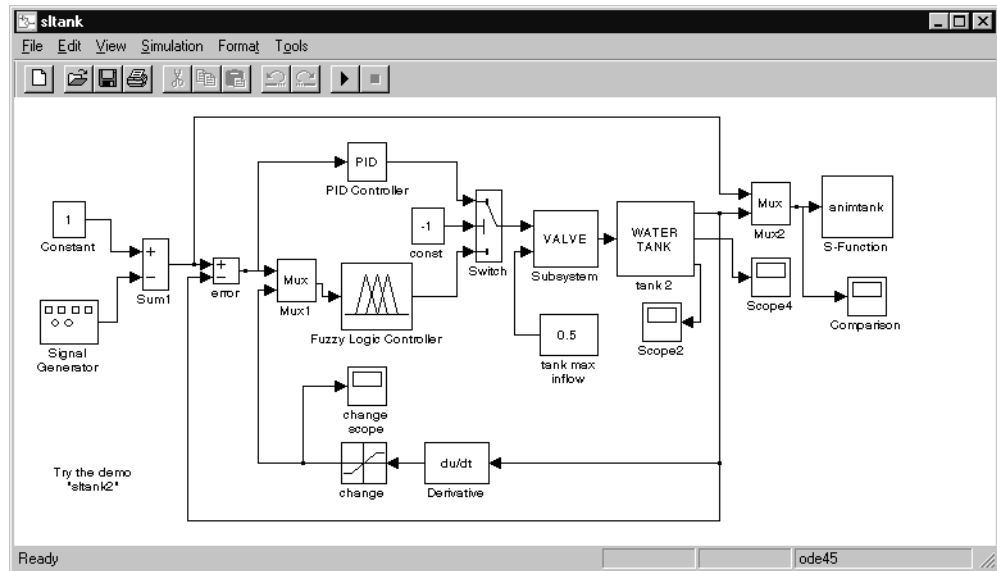 sltank
File Edit View Simulation Format Tools
PID
PID Controller
1
Constant
-1
const
+
−
Sum1
+
−
error
Mux
Mux1
Fuzzy Logic Controller
Switch
VALVE
Subsystem
WATER
TANK
tank 2
Mux
Mux2
animtank
S-Function
Scope4
Comparison
Scope2
0.5
tank max
inflow
Signal
Generator
change
scope
change
du/dt
Derivative
Try the demo
"sltank2"
Ready
ode45